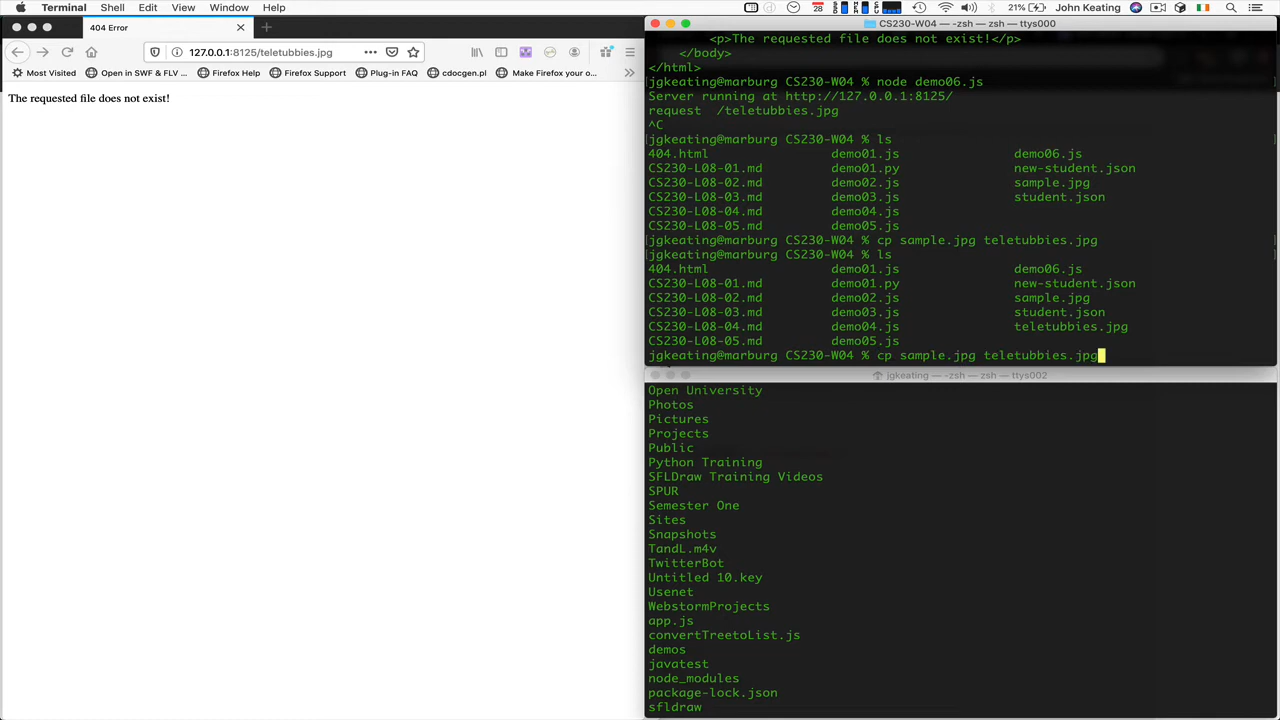 Terminal Shell Edit View Window Help 28 21% John Keating
404 Error
127.0.0.1:8125/teletubbies.jpg
Most Visited Open in SWF & FLV ... Firefox Help Firefox Support Plug-in FAQ cdocgen.pl Make Firefox your o...
The requested file does not exist!
CS230-W04 — -zsh — zsh — ttys000
<p>The requested file does not exist!</p>
</body>
</html>
jgkeating@marburg CS230-W04 % node demo06.js
Server running at http://127.0.0.1:8125/
request /teletubbies.jpg
^C
jgkeating@marburg CS230-W04 % ls
404.html demo01.js demo06.js
CS230-L08-01.md demo01.py new-student.json
CS230-L08-02.md demo02.js sample.jpg
CS230-L08-03.md demo03.js student.json
CS230-L08-04.md demo04.js
CS230-L08-05.md demo05.js
jgkeating@marburg CS230-W04 % cp sample.jpg teletubbies.jpg
jgkeating@marburg CS230-W04 % ls
404.html demo01.js demo06.js
CS230-L08-01.md demo01.py new-student.json
CS230-L08-02.md demo02.js sample.jpg
CS230-L08-03.md demo03.js student.json
CS230-L08-04.md demo04.js teletubbies.jpg
CS230-L08-05.md demo05.js
jgkeating@marburg CS230-W04 % cp sample.jpg teletubbies.jpg
jgkeating — -zsh — zsh — ttys002
Open University
Photos
Pictures
Projects
Public
Python Training
SFLDraw Training Videos
SPUR
Semester One
Sites
Snapshots
TandL.m4v
TwitterBot
Untitled 10.key
Usenet
WebstormProjects
app.js
convertTreetoList.js
demos
javatest
node_modules
package-lock.json
sfldraw